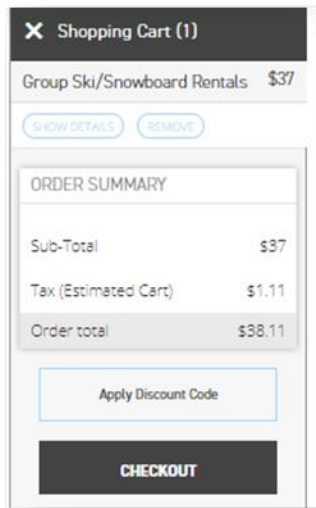 X Shopping Cart (1)
Group Ski/Snowboard Rentals $37
SHOW DETAILS REMOVE
ORDER SUMMARY
Sub-Total $37
Tax (Estimated Cart) $1.11
Order total $38.11
Apply Discount Code
CHECKOUT